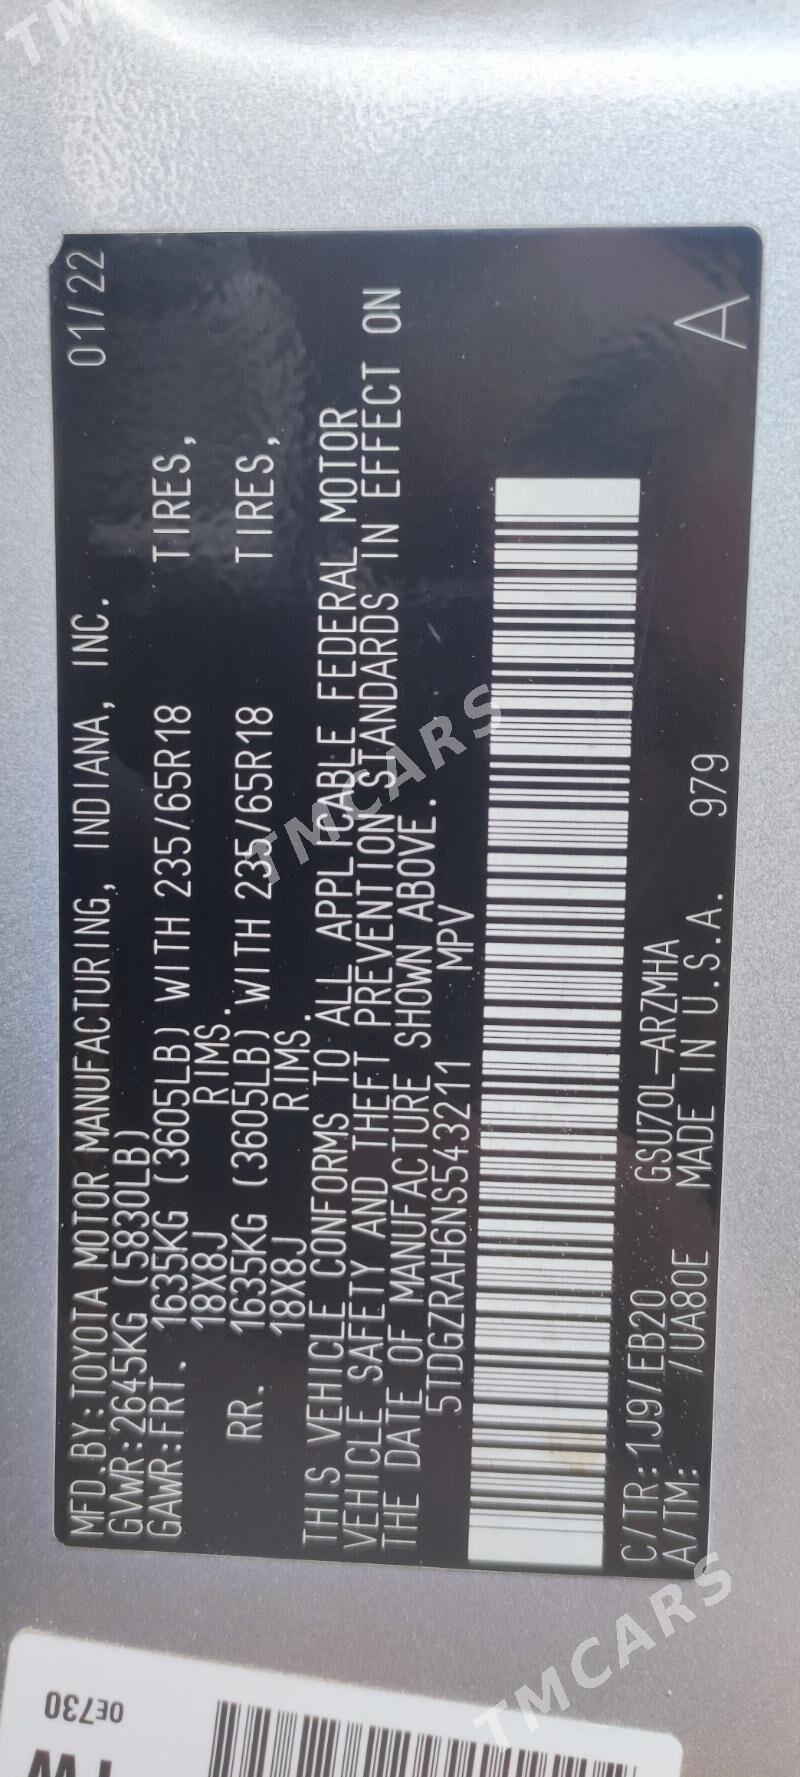 MFD.BY:TOYOTA MOTOR MANUFACTURING, INDIANA, INC. 01/22
GVWR:2645KG (5830LB)
GAWR:FRT. 1635KG (3605LB) WITH 235/65R18 TIRES,
18X8J RIMS.
RR. 1635KG (3605LB) WITH 235/65R18 TIRES,
18X8J RIMS.
THIS VEHICLE CONFORMS TO ALL APPLICABLE FEDERAL MOTOR
VEHICLE SAFETY AND THEFT PREVENTION STANDARDS IN EFFECT ON
THE DATE OF MANUFACTURE SHOWN ABOVE.
5TDGZRAH6NS543211 MPV
C/TR:1J9/EB20 GSU70L-ARZMHA
A/TM: /UA80E MADE IN U.S.A. 979 A
0E730
TMCARS
TMCARS